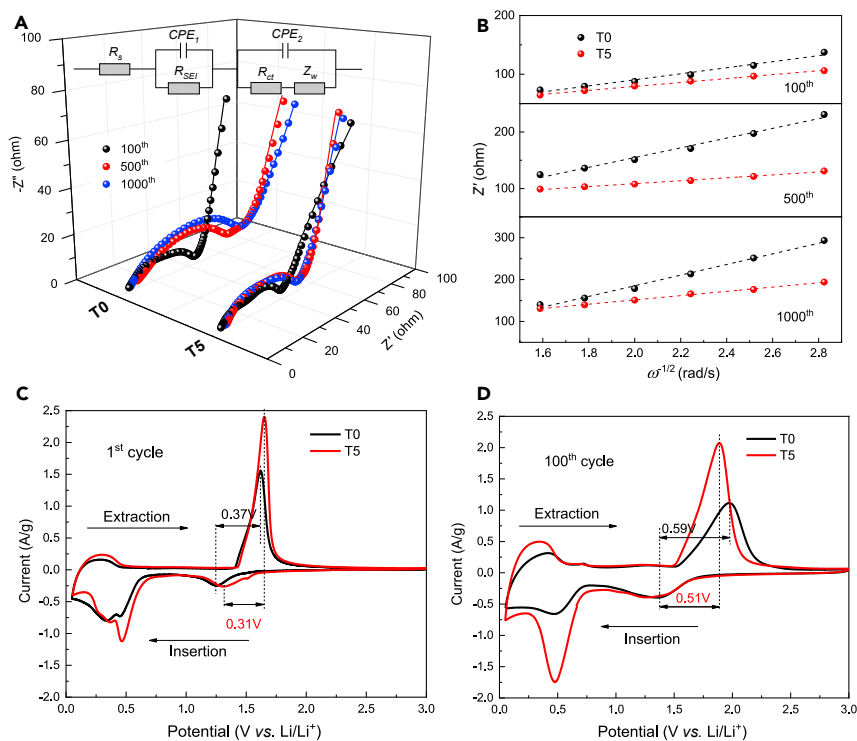 A
CPE1
CPE2
Rs
RSEI
Rct
Zw
100
80
60
40
20
0
-Z″ (ohm)
100th
500th
1000th
T0
T5
0
20
40
60
80
100
Z′ (ohm)
B
T0
T5
100
100th
200
100
500th
300
200
100
1000th
Z′ (ohm)
1.6 1.8 2.0 2.2 2.4 2.6 2.8
ω-1/2 (rad/s)
C
2.5
2.0
1.5
1.0
0.5
0.0
-0.5
-1.0
-1.5
-2.0
Current (A/g)
1st cycle
T0
T5
Extraction
0.37V
0.31V
Insertion
0.0 0.5 1.0 1.5 2.0 2.5 3.0
Potential (V vs. Li/Li+)
D
2.5
2.0
1.5
1.0
0.5
0.0
-0.5
-1.0
-1.5
-2.0
Current (A/g)
100th cycle
T0
T5
Extraction
0.59V
0.51V
Insertion
0.0 0.5 1.0 1.5 2.0 2.5 3.0
Potential (V vs. Li/Li+)